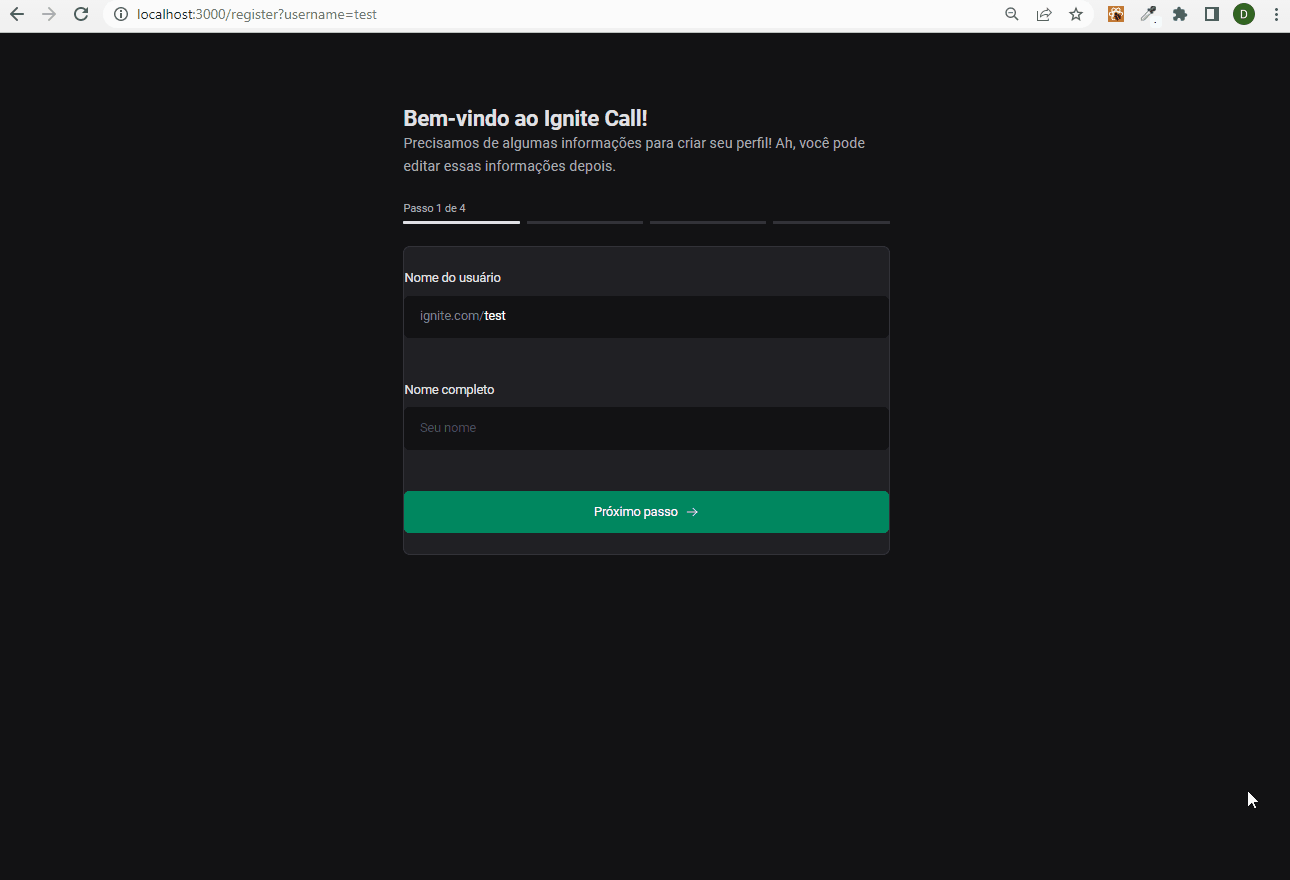 localhost:3000/register?username=test
D
Bem-vindo ao Ignite Call!
Precisamos de algumas informações para criar seu perfil! Ah, você pode
editar essas informações depois.
Passo 1 de 4
Nome do usuário
ignite.com/test
Nome completo
Seu nome
Próximo passo →